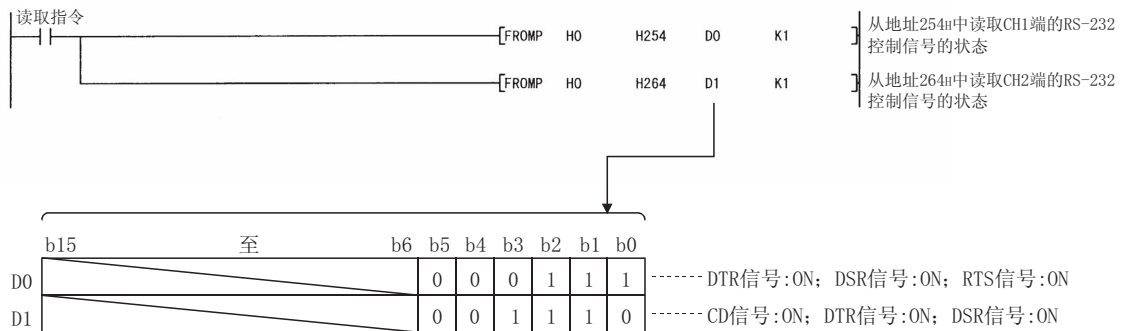 读取指令
FROMP H0 H254 D0 K1
从地址254H中读取CH1端的RS-232
控制信号的状态
FROMP H0 H264 D1 K1
从地址264H中读取CH2端的RS-232
控制信号的状态
b15 至 b6 b5 b4 b3 b2 b1 b0
D0 0 0 0 1 1 1 DTR信号:ON; DSR信号:ON; RTS信号:ON
D1 0 0 1 1 1 0 CD信号:ON; DTR信号:ON; DSR信号:ON